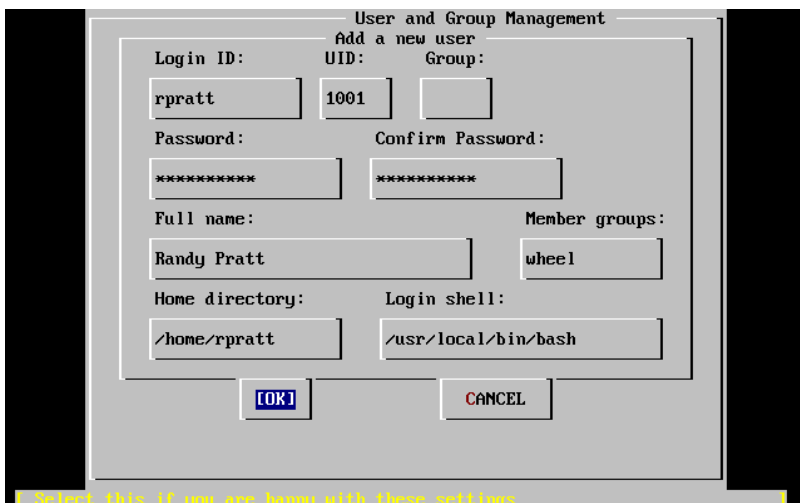 User and Group Management
Add a new user
Login ID: UID: Group:
rpratt 1001
Password: Confirm Password:
********** **********
Full name: Member groups:
Randy Pratt wheel
Home directory: Login shell:
/home/rpratt /usr/local/bin/bash
[OK] CANCEL
[ Select this if you are happy with these settings ]